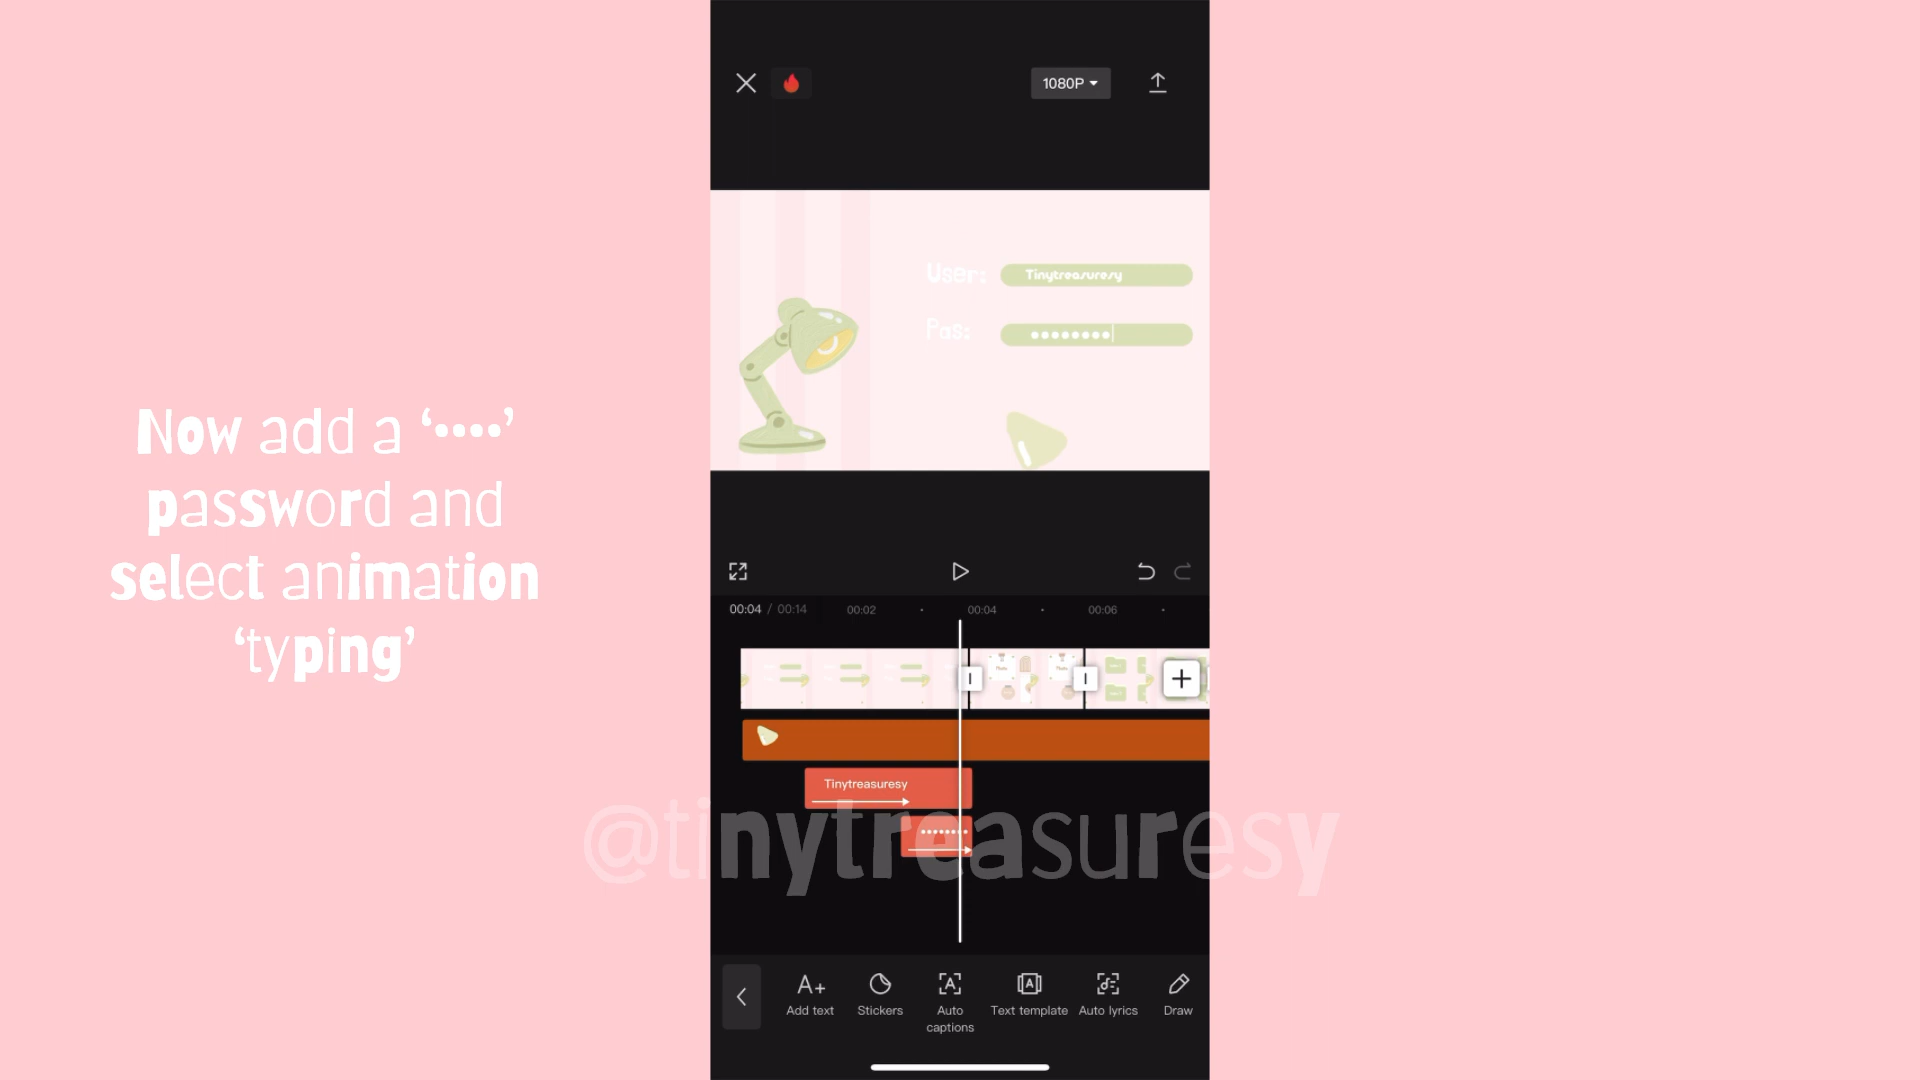 Now add a ‘••••’
password and
select animation
‘typing’
1080P
User: Tinytreasuresy
Pas: ••••••••|
00:04 / 00:14 00:02 · 00:04 · 00:06 ·
Tinytreasuresy
••••••••
@tinytreasuresy
Add text
Stickers
Auto
captions
Text template
Auto lyrics
Draw